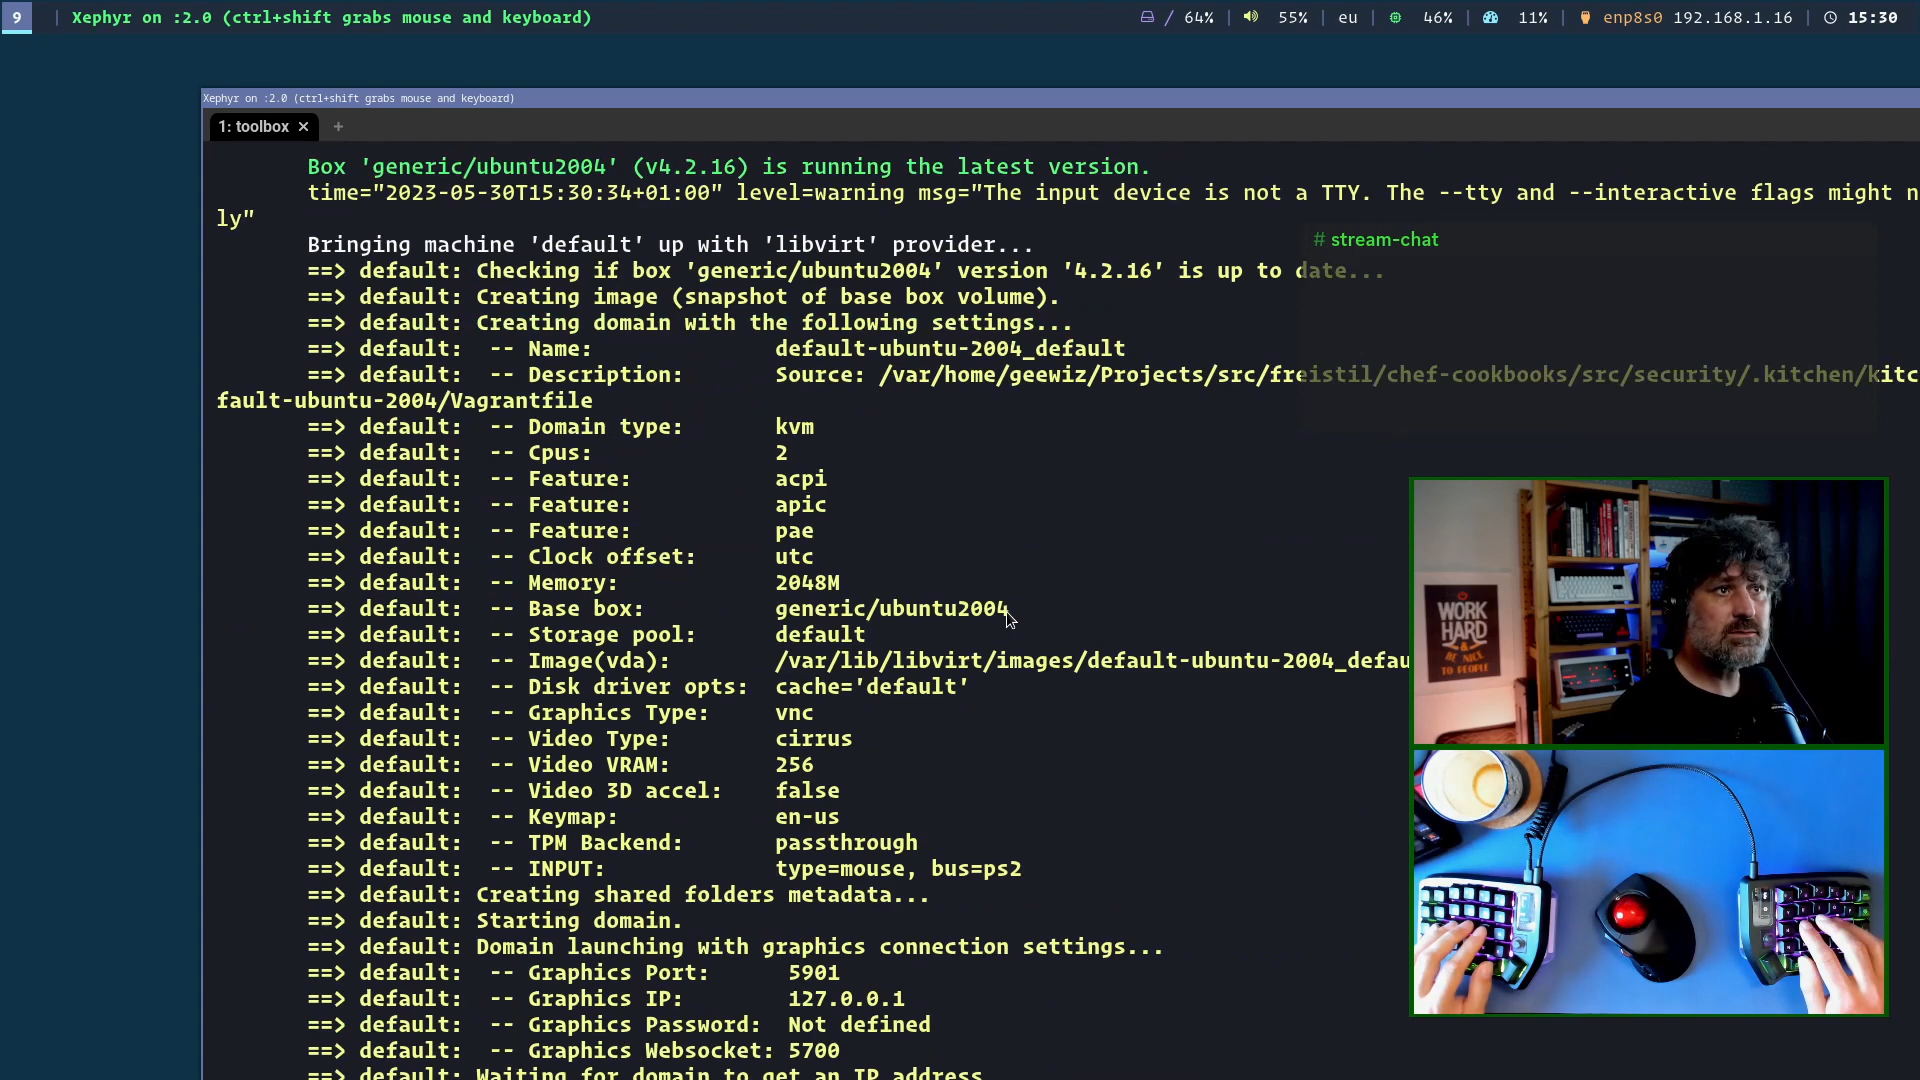 9 | Xephyr on :2.0 (ctrl+shift grabs mouse and keyboard)
/ 64% | 55% | eu | 46% | 11% | enp8s0 192.168.1.16 | 15:30
Xephyr on :2.0 (ctrl+shift grabs mouse and keyboard)
1: toolbox × +
Box 'generic/ubuntu2004' (v4.2.16) is running the latest version.
time="2023-05-30T15:30:34+01:00" level=warning msg="The input device is not a TTY. The --tty and --interactive flags might n
ly"
Bringing machine 'default' up with 'libvirt' provider...
# stream-chat
==> default: Checking if box 'generic/ubuntu2004' version '4.2.16' is up to date...
==> default: Creating image (snapshot of base box volume).
==> default: Creating domain with the following settings...
==> default:  -- Name:              default-ubuntu-2004_default
==> default:  -- Description:       Source: /var/home/geewiz/Projects/src/freistil/chef-cookbooks/src/security/.kitchen/kitc
fault-ubuntu-2004/Vagrantfile
==> default:  -- Domain type:       kvm
==> default:  -- Cpus:              2
==> default:  -- Feature:           acpi
==> default:  -- Feature:           apic
==> default:  -- Feature:           pae
==> default:  -- Clock offset:      utc
==> default:  -- Memory:            2048M
==> default:  -- Base box:          generic/ubuntu2004
==> default:  -- Storage pool:      default
==> default:  -- Image(vda):        /var/lib/libvirt/images/default-ubuntu-2004_defau
==> default:  -- Disk driver opts:  cache='default'
==> default:  -- Graphics Type:     vnc
==> default:  -- Video Type:        cirrus
==> default:  -- Video VRAM:        256
==> default:  -- Video 3D accel:    false
==> default:  -- Keymap:            en-us
==> default:  -- TPM Backend:       passthrough
==> default:  -- INPUT:             type=mouse, bus=ps2
==> default: Creating shared folders metadata...
==> default: Starting domain.
==> default: Domain launching with graphics connection settings...
==> default:  -- Graphics Port:      5901
==> default:  -- Graphics IP:        127.0.0.1
==> default:  -- Graphics Password:  Not defined
==> default:  -- Graphics Websocket: 5700
==> default: Waiting for domain to get an IP address
WORK
HARD
&
BE NICE
TO PEOPLE